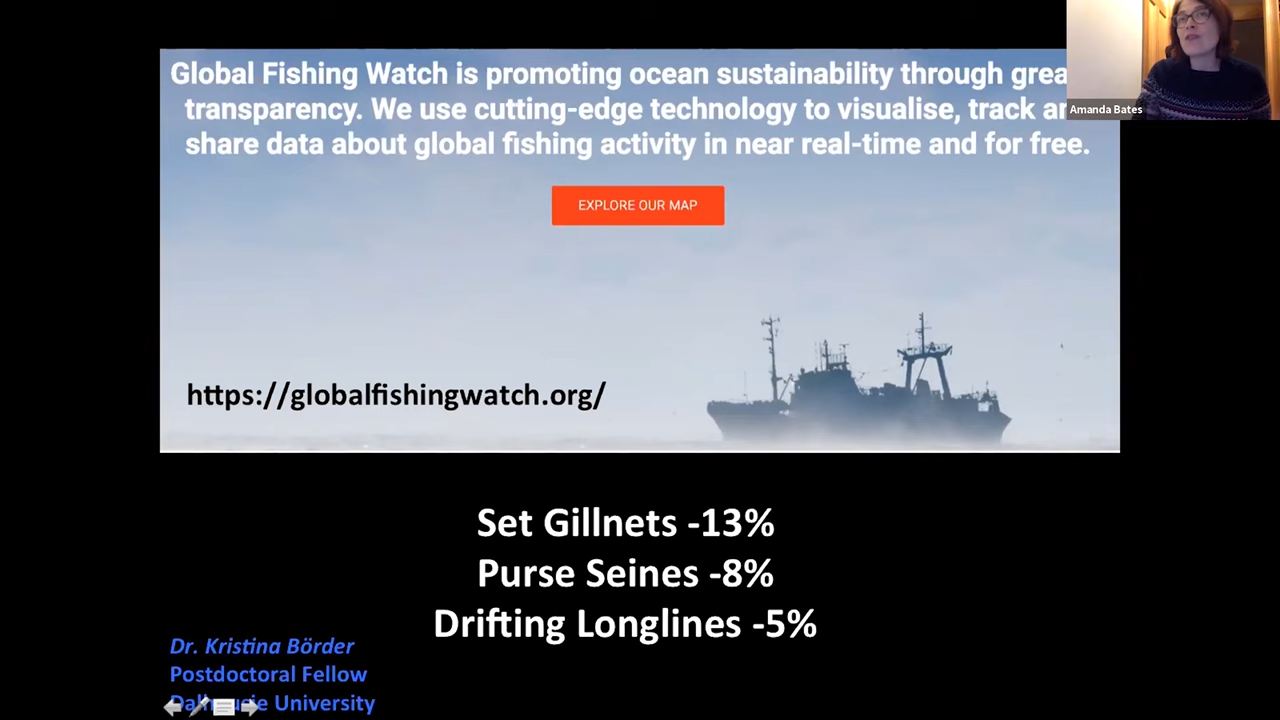 Global Fishing Watch is promoting ocean sustainability through
transparency. We use cutting-edge technology to visualise, track
share data about global fishing activity in near real-time and for free.
Amanda Bates
EXPLORE OUR MAP
https://globalfishingwatch.org/
Set Gillnets -13%
Purse Seines -8%
Drifting Longlines -5%
Dr. Kristina Börder
Postdoctoral Fellow
University